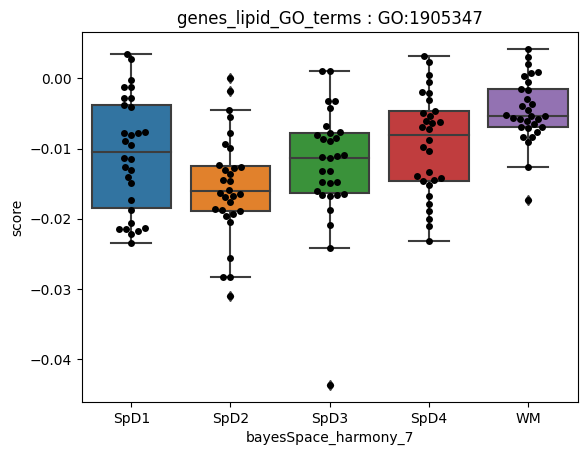 genes_lipid_GO_terms : GO:1905347
0.00
−0.01
−0.02
−0.03
−0.04
score
SpD1 SpD2 SpD3 SpD4 WM
bayesSpace_harmony_7